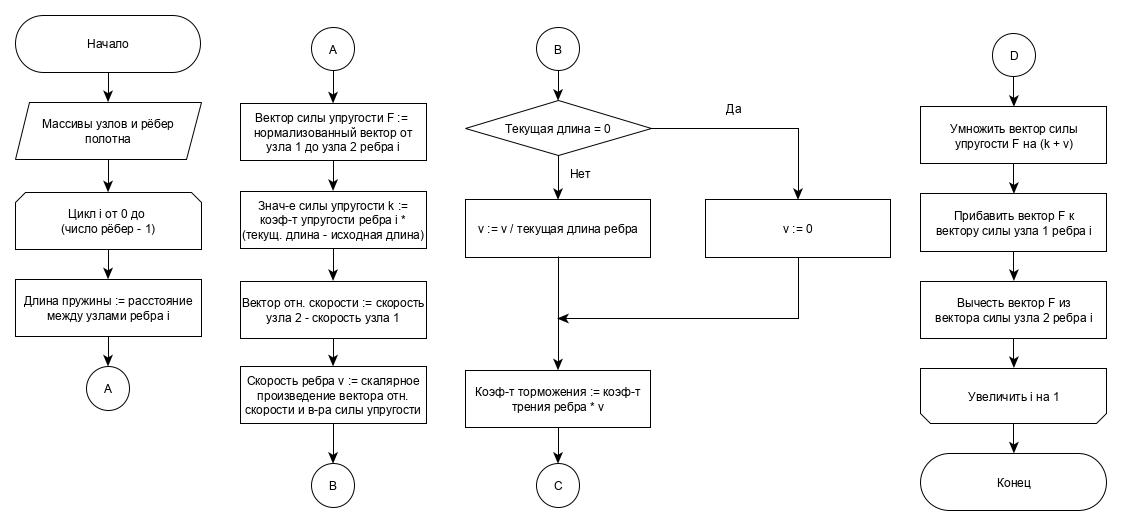 Начало
Массивы узлов и рёбер
полотна
Цикл i от 0 до
(число рёбер - 1)
Длина пружины := расстояние
между узлами ребра i
A
A
Вектор силы упругости F :=
нормализованный вектор от
узла 1 до узла 2 ребра i
Знач-е силы упругости k :=
коэф-т упругости ребра i *
(текущ. длина - исходная длина)
Вектор отн. скорости := скорость
узла 2 - скорость узла 1
Скорость ребра v := скалярное
произведение вектора отн.
скорости и в-ра силы упругости
B
B
Текущая длина = 0
Да
Нет
v := v / текущая длина ребра
v := 0
Коэф-т торможения := коэф-т
трения ребра * v
C
D
Умножить вектор силы
упругости F на (k + v)
Прибавить вектор F к
вектору силы узла 1 ребра i
Вычесть вектор F из
вектора силы узла 2 ребра i
Увеличить i на 1
Конец